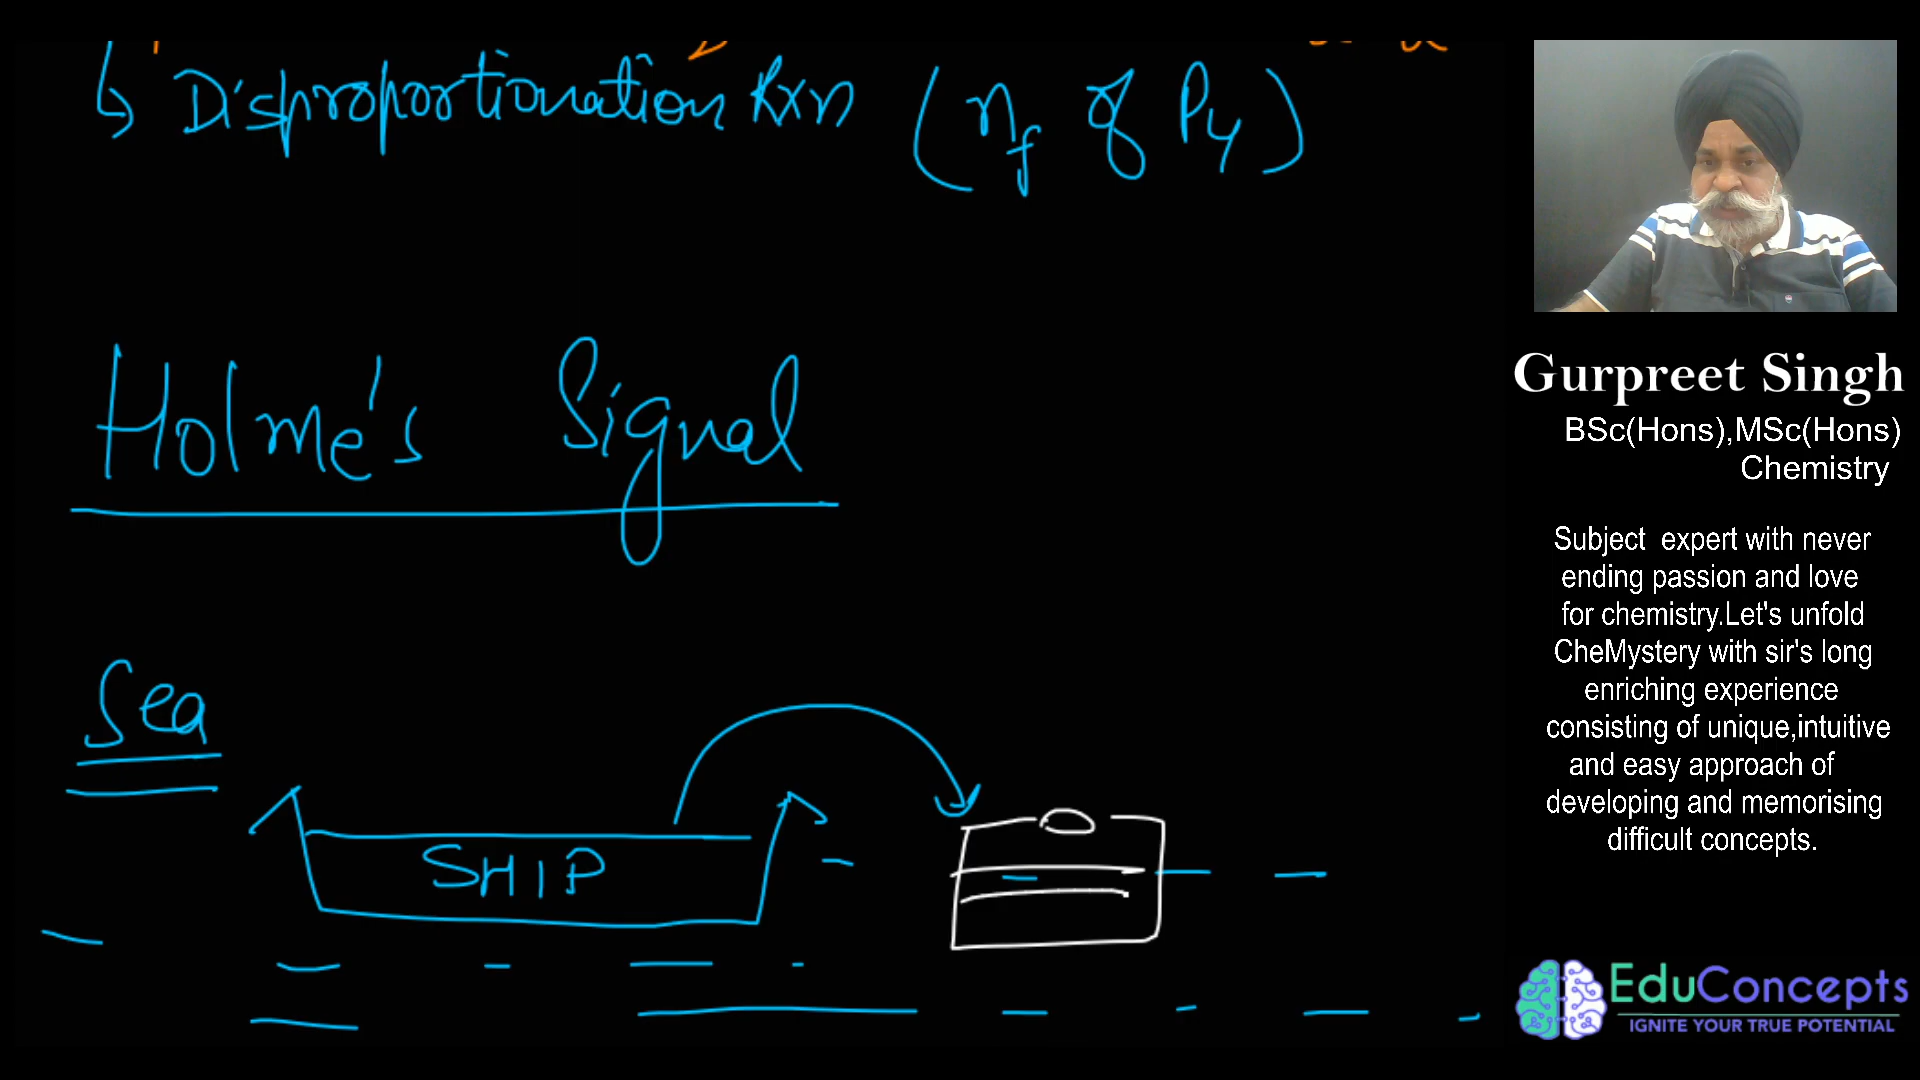 ↳ Disproportionation Rxn (nf of P4)
Holme's Signal
Sea
SHIP
Gurpreet Singh
BSc(Hons),MSc(Hons)
Chemistry
Subject expert with never
ending passion and love
for chemistry.Let's unfold
CheMystery with sir's long
enriching experience
consisting of unique,intuitive
and easy approach of
developing and memorising
difficult concepts.
EduConcepts
IGNITE YOUR TRUE POTENTIAL